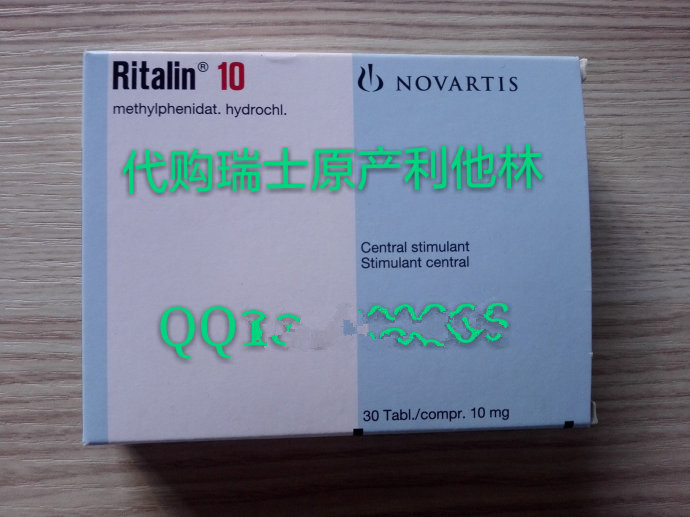 Ritalin® 10
methylphenidat. hydrochl.
NOVARTIS
代购瑞士原产利他林
Central stimulant
Stimulant central
QQ
30 Tabl./compr. 10 mg